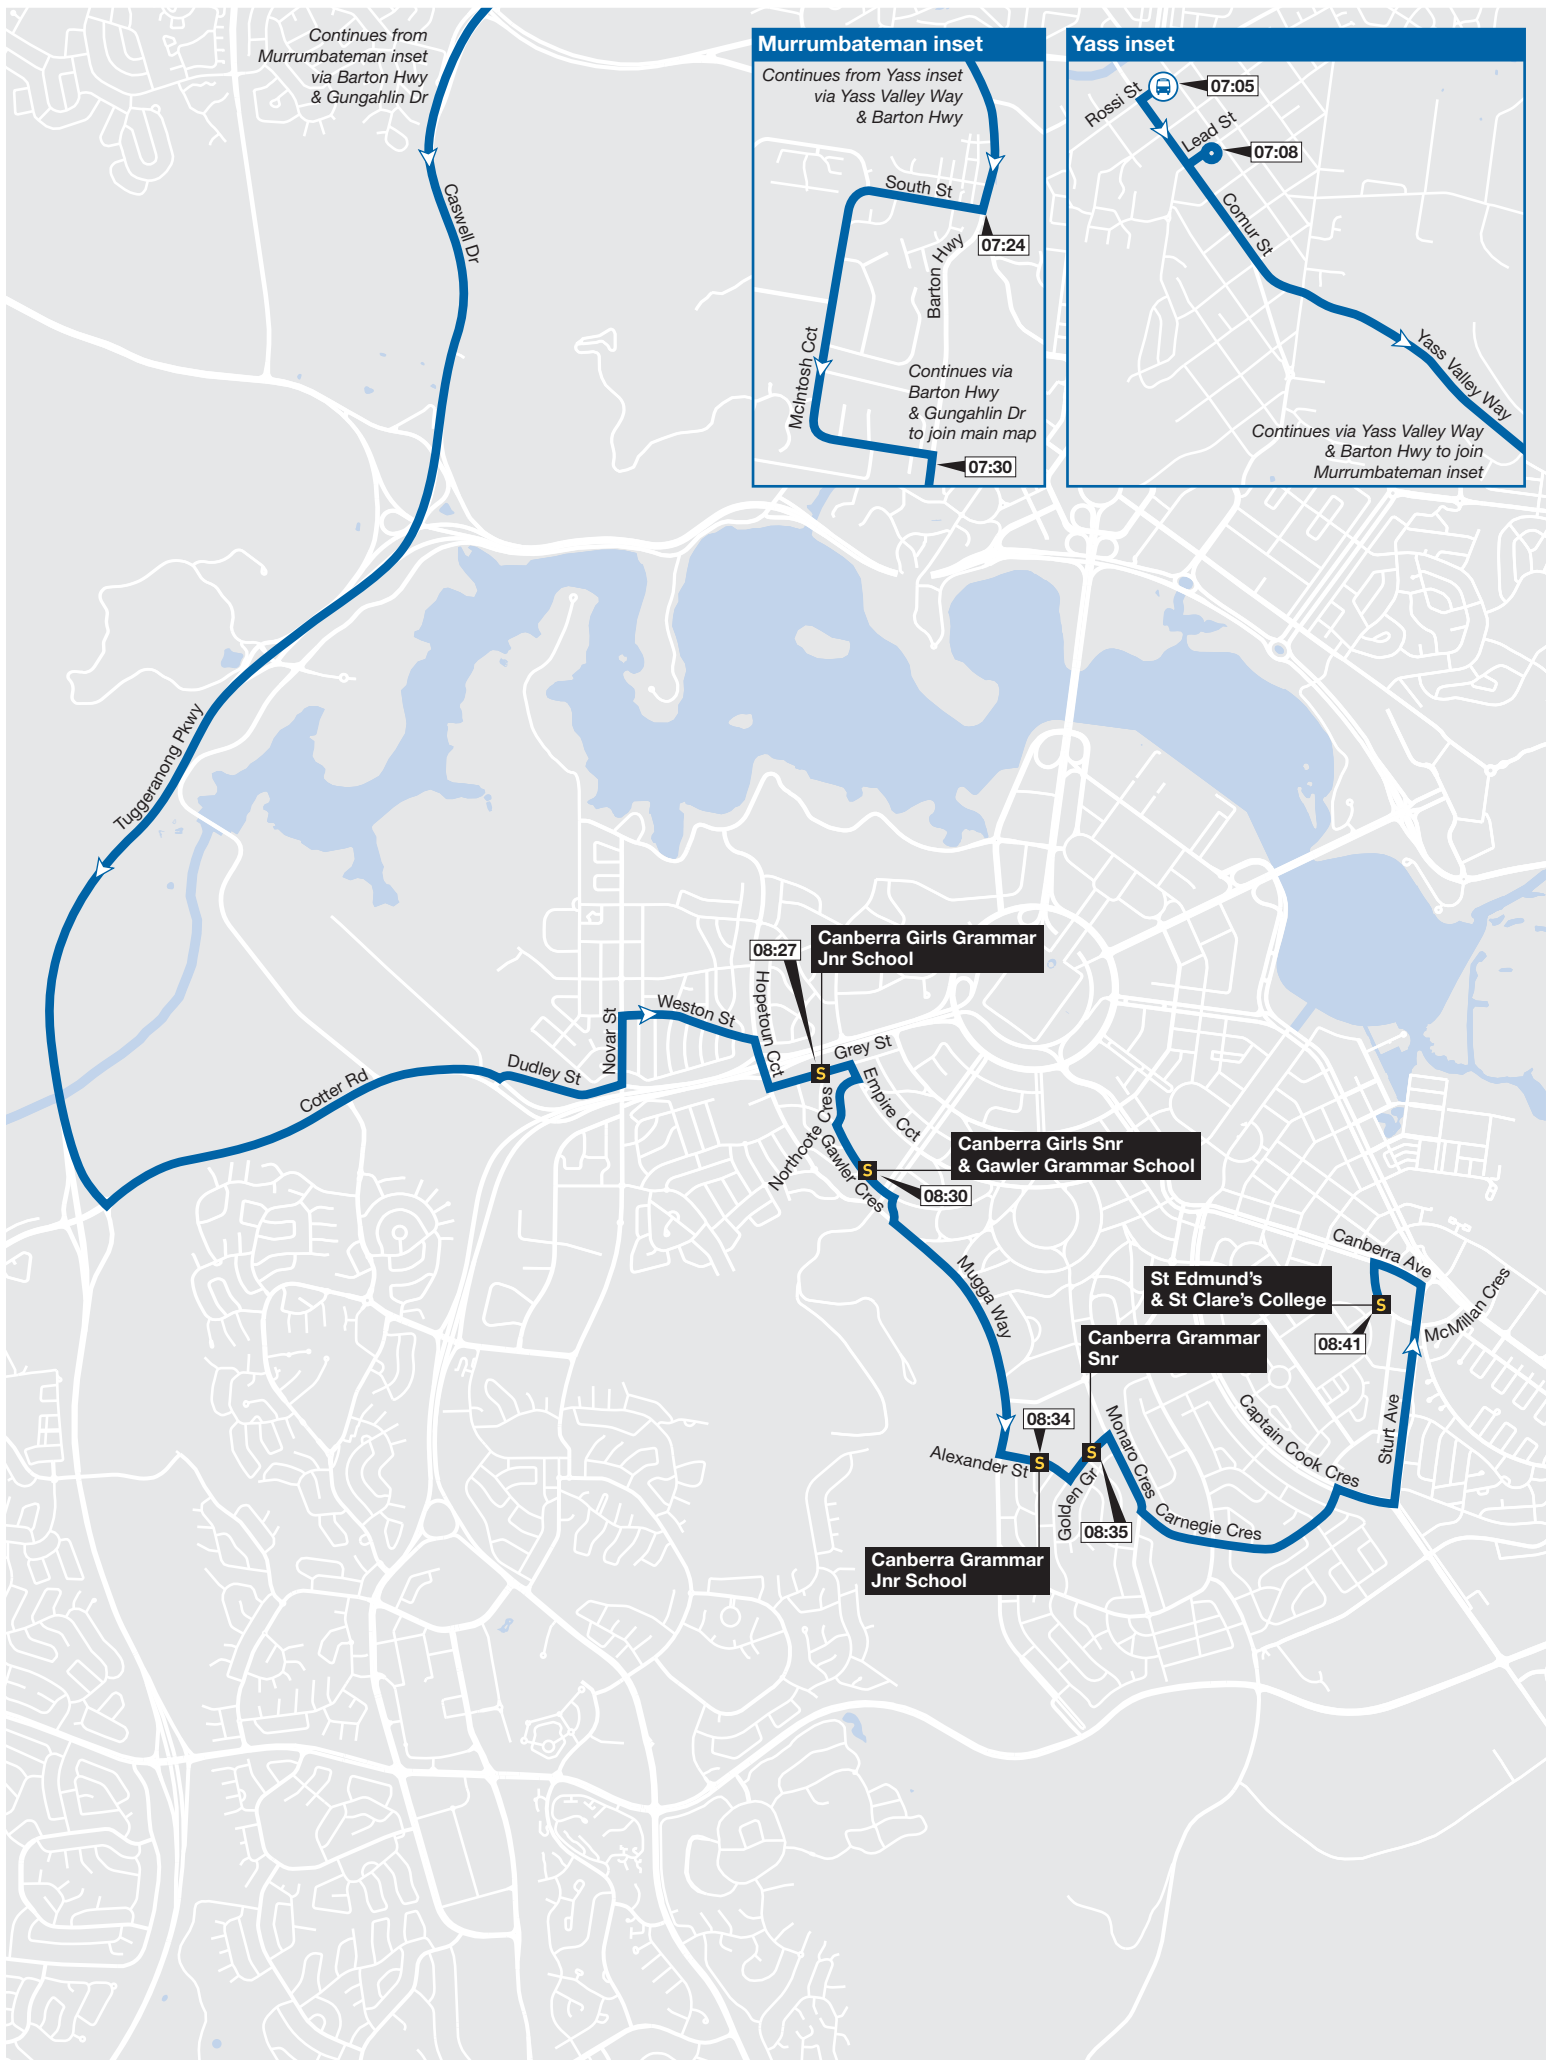 Continues from
Murrumbateman inset
via Barton Hwy
& Gungahlin Dr
Caswell Dr
Tuggeranong Pkwy
Murrumbateman inset
Continues from Yass inset
via Yass Valley Way
& Barton Hwy
South St
07:24
Barton Hwy
McIntosh Cct
Continues via
Barton Hwy
& Gungahlin Dr
to join main map
07:30
Yass inset
Rossi St
07:05
Lead St
07:08
Comur St
Yass Valley Way
Continues via Yass Valley Way
& Barton Hwy to join
Murrumbateman inset
Cotter Rd
Dudley St
Novar St
Weston St
Hopetoun Cct
08:27
Canberra Girls Grammar
Jnr School
S
Grey St
Empire Cct
Northcote Cres
Gawler Cres
S
Canberra Girls Snr
& Gawler Grammar School
08:30
Mugga Way
Canberra Ave
St Edmund's
& St Clare's College
S
08:41
McMillan Cres
Canberra Grammar
Snr
08:34
Alexander St
S
Golden Gr
S
08:35
Monaro Cres
Carnegie Cres
Captain Cook Cres
Sturt Ave
Canberra Grammar
Jnr School